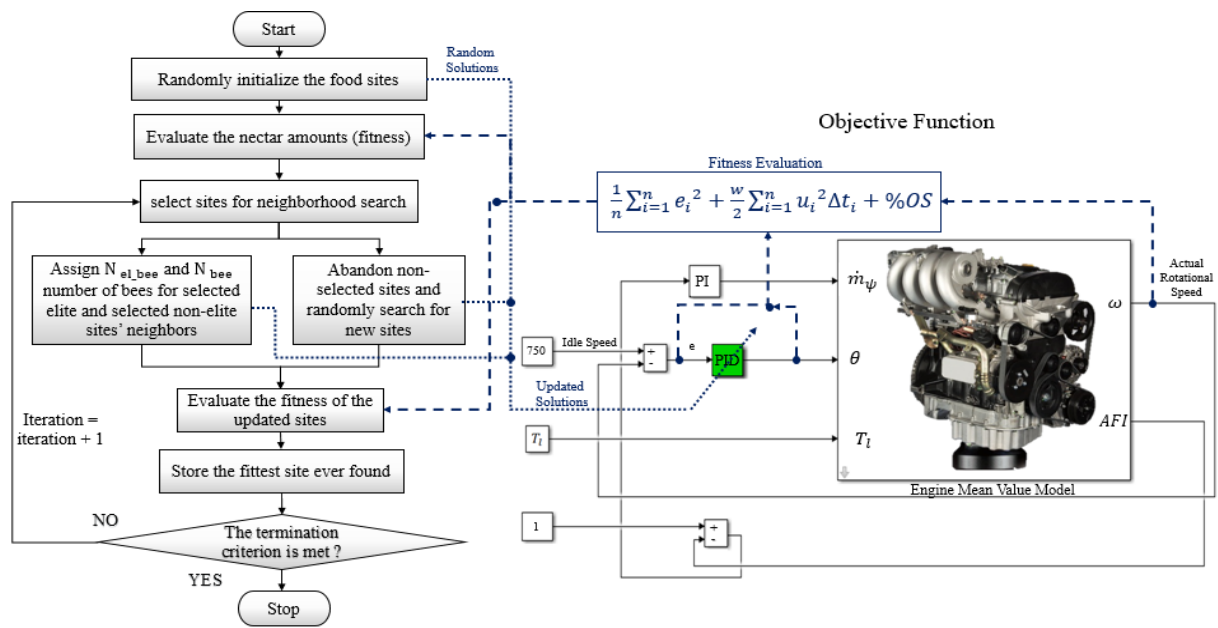 Start
Randomly initialize the food sites
Evaluate the nectar amounts (fitness)
select sites for neighborhood search
Assign N el_bee and N bee
number of bees for selected
elite and selected non-elite
sites’ neighbors
Abandon non-
selected sites and
randomly search for
new sites
Evaluate the fitness of the
updated sites
Store the fittest site ever found
The termination
criterion is met ?
NO
YES
Stop
Iteration =
iteration + 1
Random
Solutions
Updated
Solutions
Objective Function
Fitness Evaluation
$\frac{1}{n}\sum_{i=1}^{n} e_i^2 + \frac{w}{2}\sum_{i=1}^{n} u_i^2 \Delta t_i + \%OS$
PI
750
Idle Speed
+
-
e
PID
T_l
1
+
-
ṁ_ψ
θ
T_l
ω
AFI
Actual
Rotational
Speed
Engine Mean Value Model